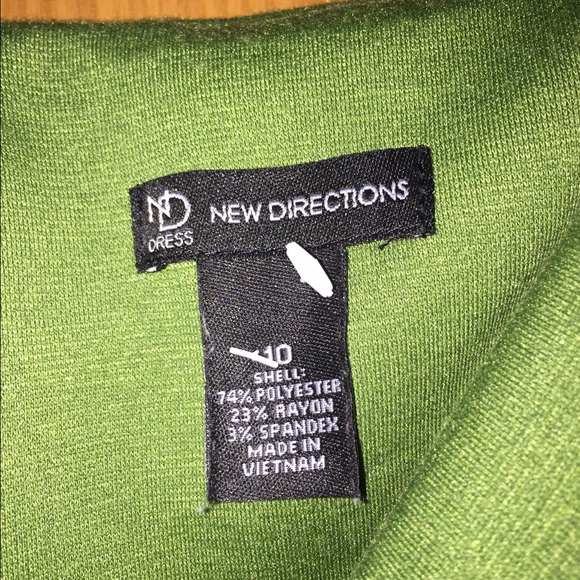 ND
DRESS
NEW DIRECTIONS
10
SHELL:
74% POLYESTER
23% RAYON
3% SPANDEX
MADE IN
VIETNAM